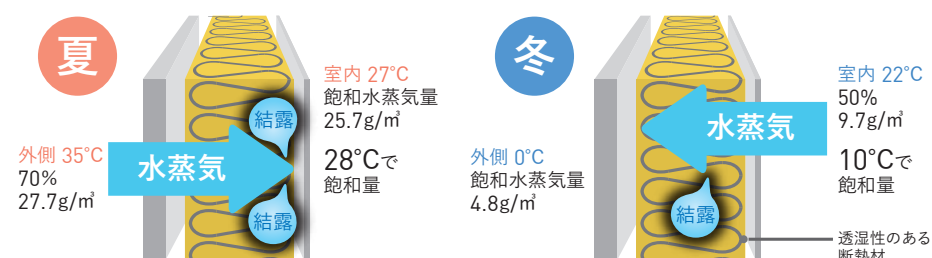 夏
室内 27°C
飽和水蒸気量
25.7g/㎥
結露
28°Cで
飽和量
外側 35°C
70%
27.7g/㎥
水蒸気
結露
冬
室内 22°C
50%
9.7g/㎥
水蒸気
10°Cで
飽和量
外側 0°C
飽和水蒸気量
4.8g/㎥
結露
透湿性のある
断熱材